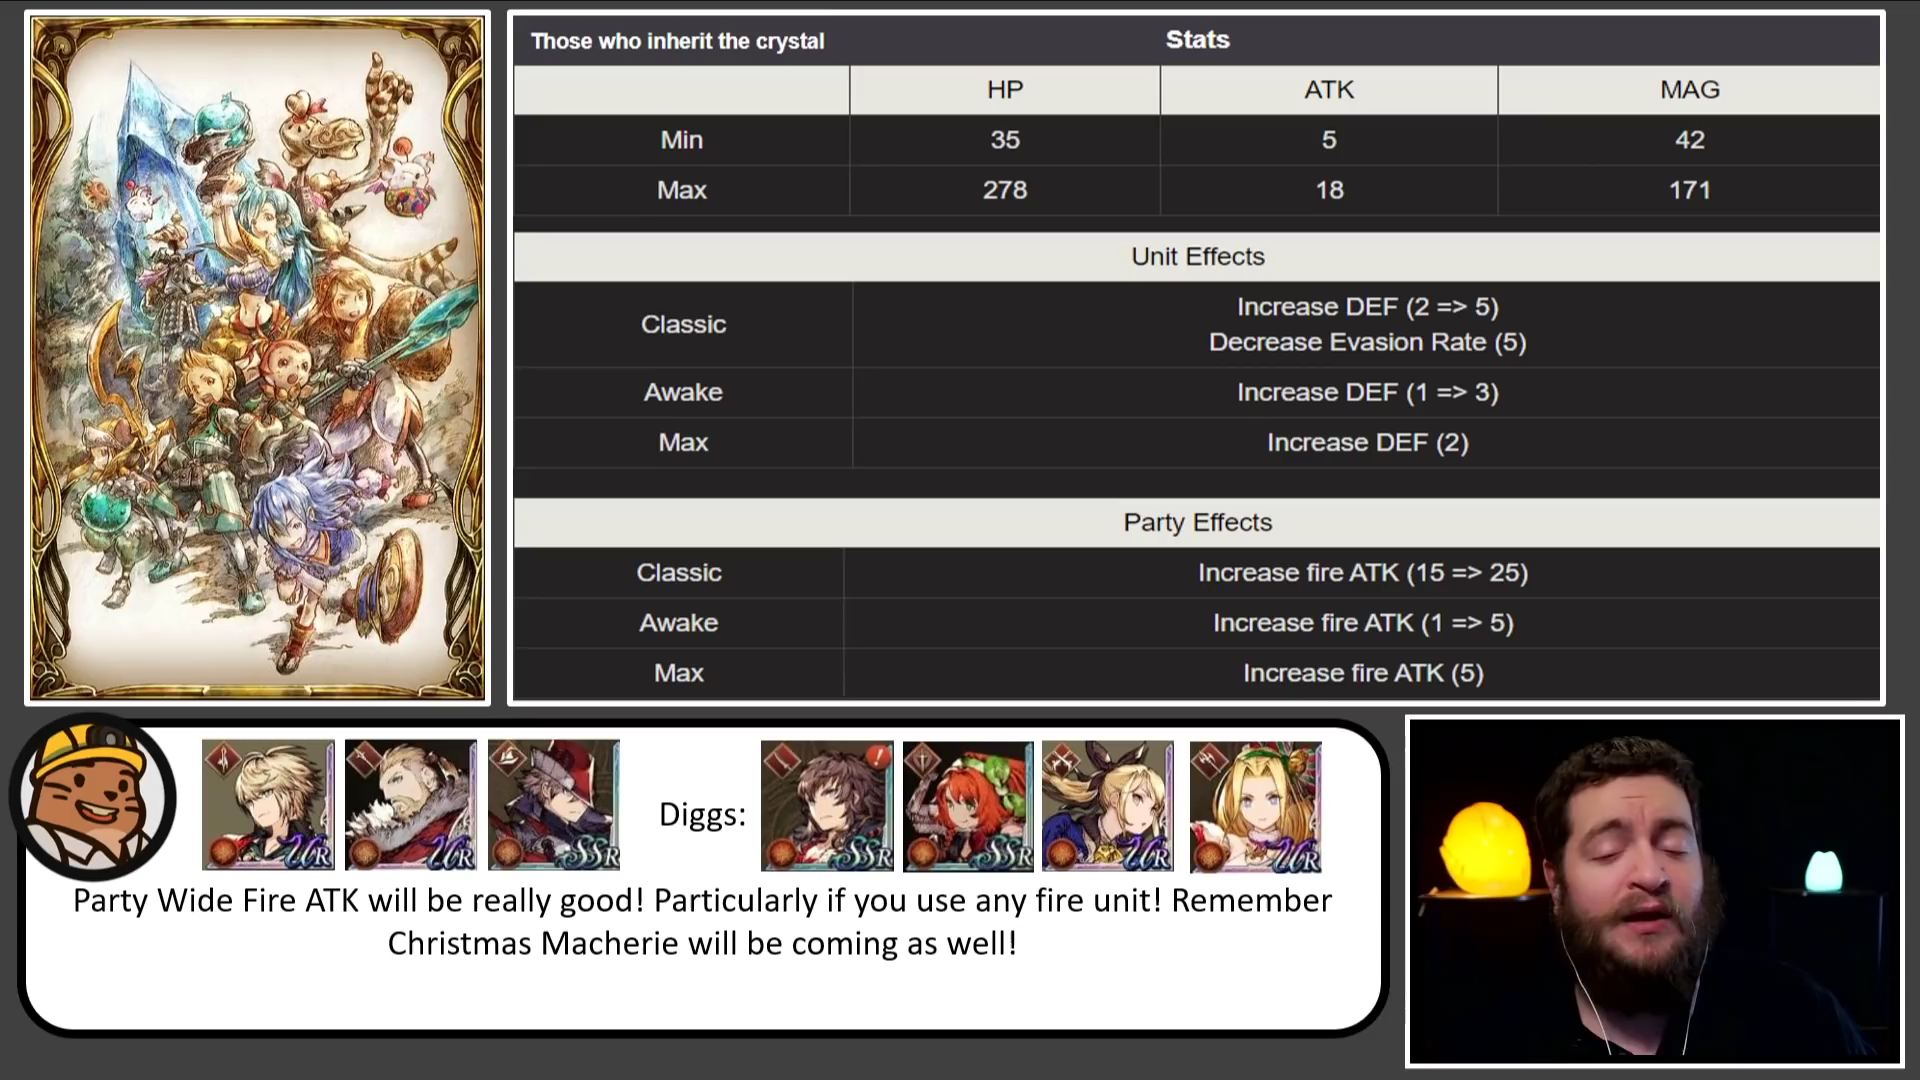 Those who inherit the crystal
Stats
HP ATK MAG
Min 35 5 42
Max 278 18 171
Unit Effects
Classic
Increase DEF (2 => 5)
Decrease Evasion Rate (5)
Awake Increase DEF (1 => 3)
Max Increase DEF (2)
Party Effects
Classic Increase fire ATK (15 => 25)
Awake Increase fire ATK (1 => 5)
Max Increase fire ATK (5)
UR UR SSR Diggs: SSR SSR UR UR
Party Wide Fire ATK will be really good! Particularly if you use any fire unit! Remember
Christmas Macherie will be coming as well!